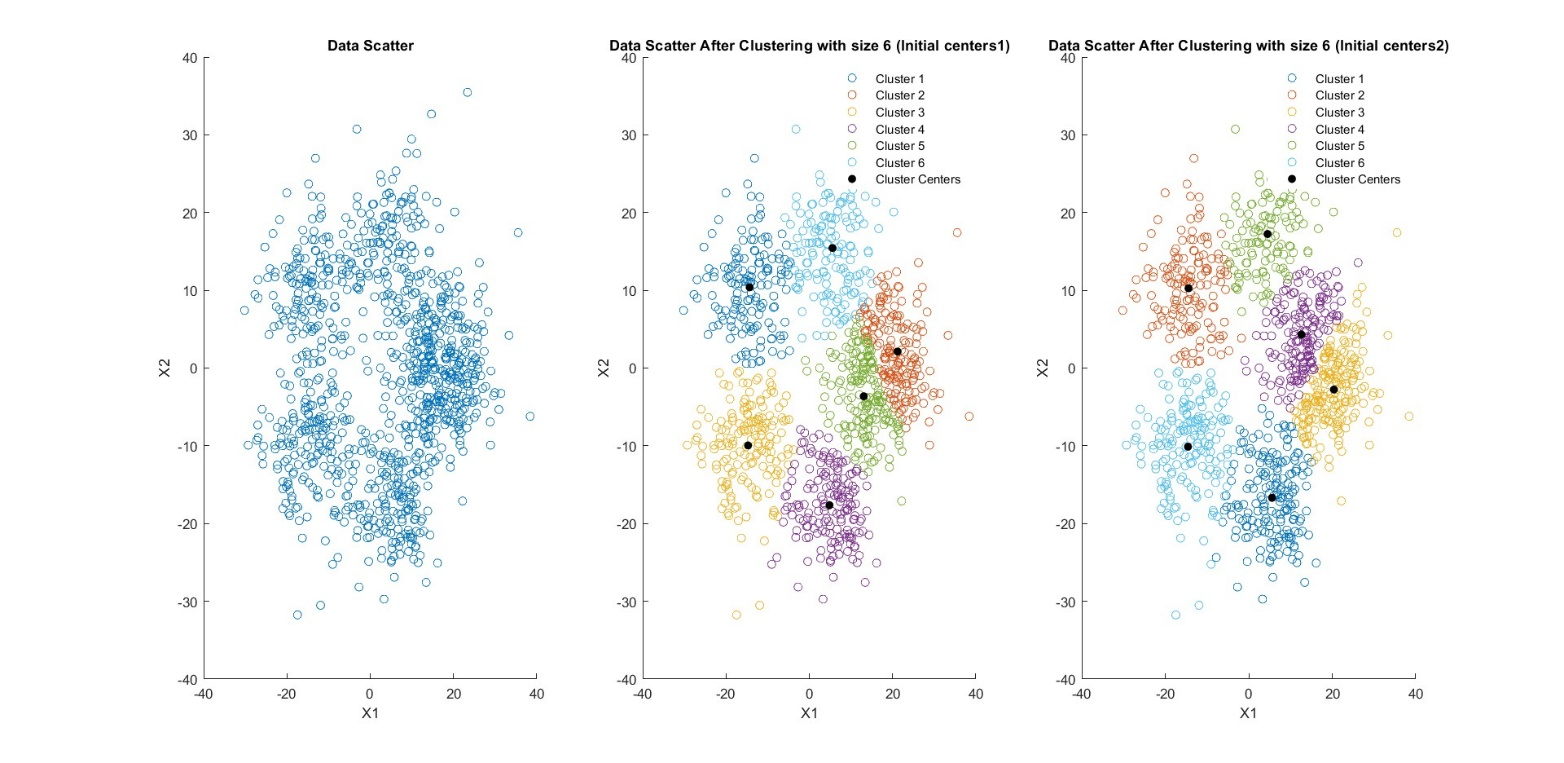 Data Scatter
40
30
20
10
0
-10
-20
-30
-40
-40
-20
0
20
40
X1
X2
Data Scatter After Clustering with size 6 (Initial centers1)
40
30
20
10
0
-10
-20
-30
-40
-40
-20
0
20
40
X1
X2
Cluster 1
Cluster 2
Cluster 3
Cluster 4
Cluster 5
Cluster 6
Cluster Centers
Data Scatter After Clustering with size 6 (Initial centers2)
40
30
20
10
0
-10
-20
-30
-40
-40
-20
0
20
40
X1
X2
Cluster 1
Cluster 2
Cluster 3
Cluster 4
Cluster 5
Cluster 6
Cluster Centers